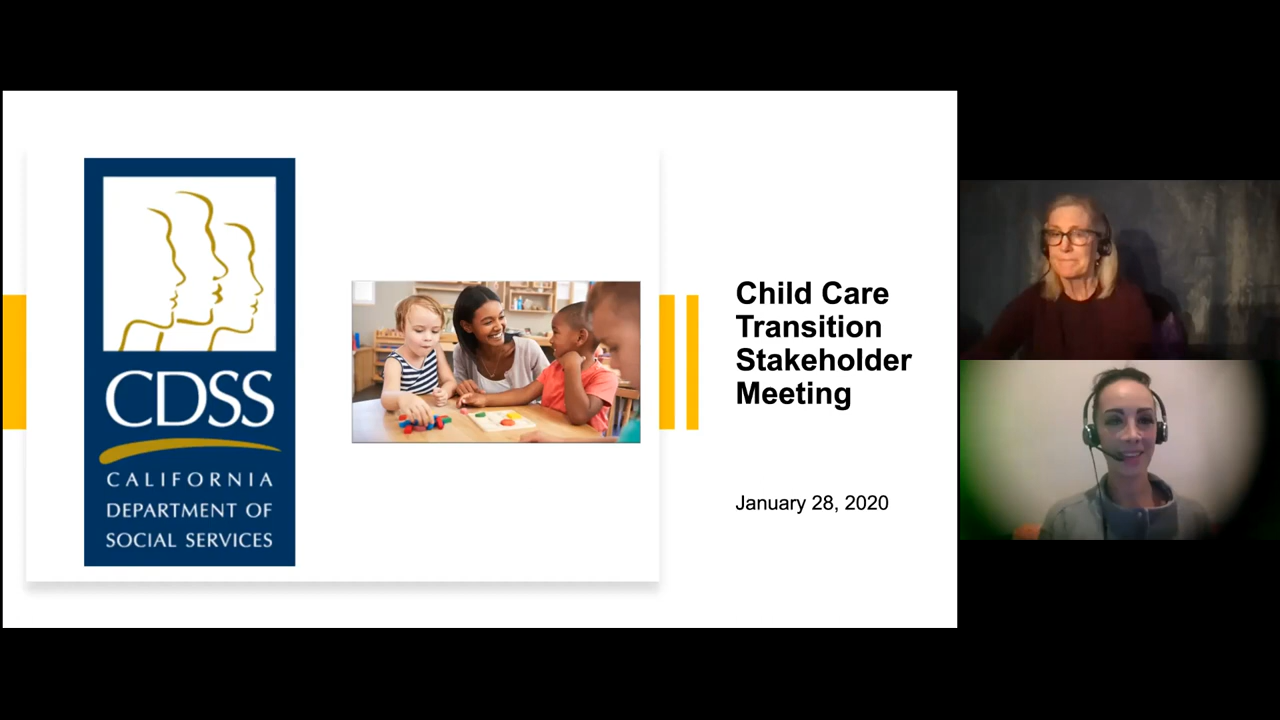 CDSS
CALIFORNIA
DEPARTMENT OF
SOCIAL SERVICES
Child Care
Transition
Stakeholder
Meeting
January 28, 2020